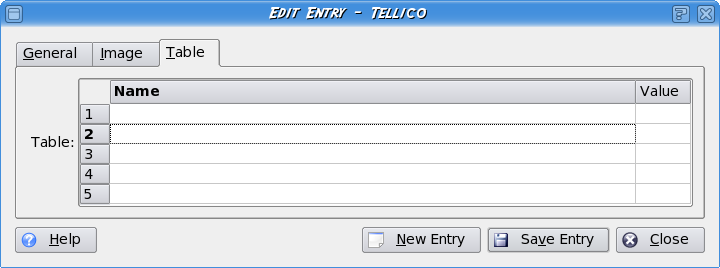 Edit Entry - Tellico
General Image Table
Name Value
1
2
Table: 3
4
5
Help New Entry Save Entry Close